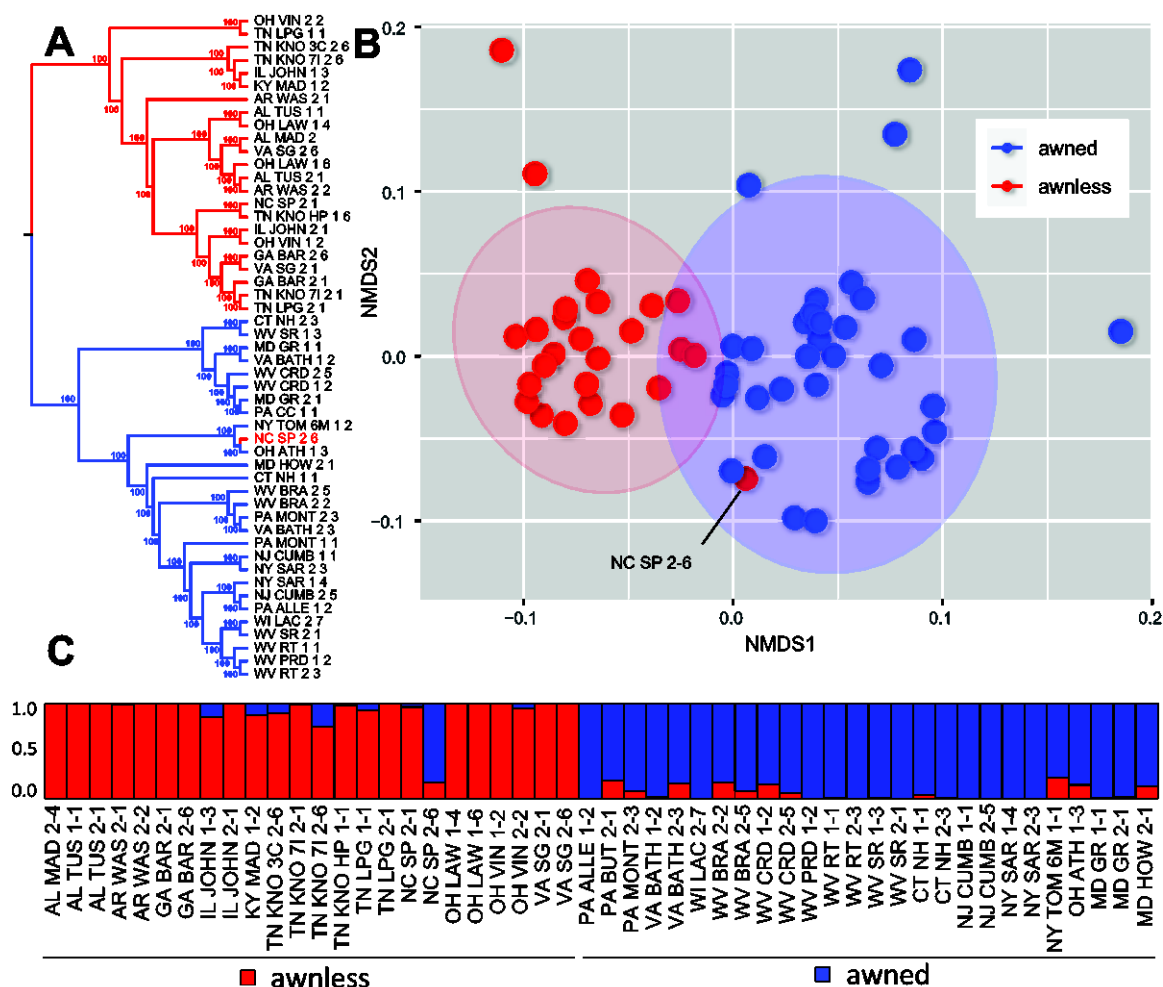 A
100
OH VIN 2 2
TN LPG 1 1
TN KNO 3C 2 6
TN KNO 7I 2 6
IL JOHN 1 3
KY MAD 1 2
AR WAS 2 1
AL TUS 1 1
OH LAW 1 4
AL MAD 2
VA SG 2 6
OH LAW 1 6
AL TUS 2 1
AR WAS 2 2
NC SP 2 1
TN KNO HP 1 6
IL JOHN 2 1
OH VIN 1 2
GA BAR 2 6
VA SG 2 1
GA BAR 2 1
TN KNO 7I 2 1
TN LPG 2 1
CT NH 2 3
WV SR 1 3
MD GR 1 1
VA BATH 1 2
WV CRD 2 5
WV CRD 1 2
MD GR 2 1
PA CC 1 1
NY TOM 6M 1 2
NC SP 2 6
OH ATH 1 3
MD HOW 2 1
CT NH 1 1
WV BRA 2 5
WV BRA 2 2
PA MONT 2 3
VA BATH 2 3
PA MONT 1 1
NJ CUMB 1 1
NY SAR 2 3
NY SAR 1 4
NJ CUMB 2 5
PA ALLE 1 2
WI LAC 2 7
WV SR 2 1
WV RT 1 1
WV PRD 1 2
WV RT 2 3
B
0.2
0.1
0.0
−0.1
NMDS2
awned
awnless
NC SP 2-6
−0.1
0.0
0.1
0.2
NMDS1
C
1.0
0.5
0.0
AL MAD 2-4
AL TUS 1-1
AL TUS 2-1
AR WAS 2-1
AR WAS 2-2
GA BAR 2-1
GA BAR 2-6
IL JOHN 1-3
IL JOHN 2-1
KY MAD 1-2
TN KNO 3C 2-6
TN KNO 7I 2-1
TN KNO 7I 2-6
TN KNO HP 1-1
TN LPG 1-1
TN LPG 2-1
NC SP 2-1
NC SP 2-6
OH LAW 1-4
OH LAW 1-6
OH VIN 1-2
OH VIN 2-2
VA SG 2-1
VA SG 2-6
PA ALLE 1-2
PA BUT 2-1
PA MONT 2-3
VA BATH 1-2
VA BATH 2-3
WI LAC 2-7
WV BRA 2-2
WV BRA 2-5
WV CRD 1-2
WV CRD 2-5
WV PRD 1-2
WV RT 1-1
WV RT 2-3
WV SR 1-3
WV SR 2-1
CT NH 1-1
CT NH 2-3
NJ CUMB 1-1
NJ CUMB 2-5
NY SAR 1-4
NY SAR 2-3
NY TOM 6M 1-1
OH ATH 1-3
MD GR 1-1
MD GR 2-1
MD HOW 2-1
awnless
awned